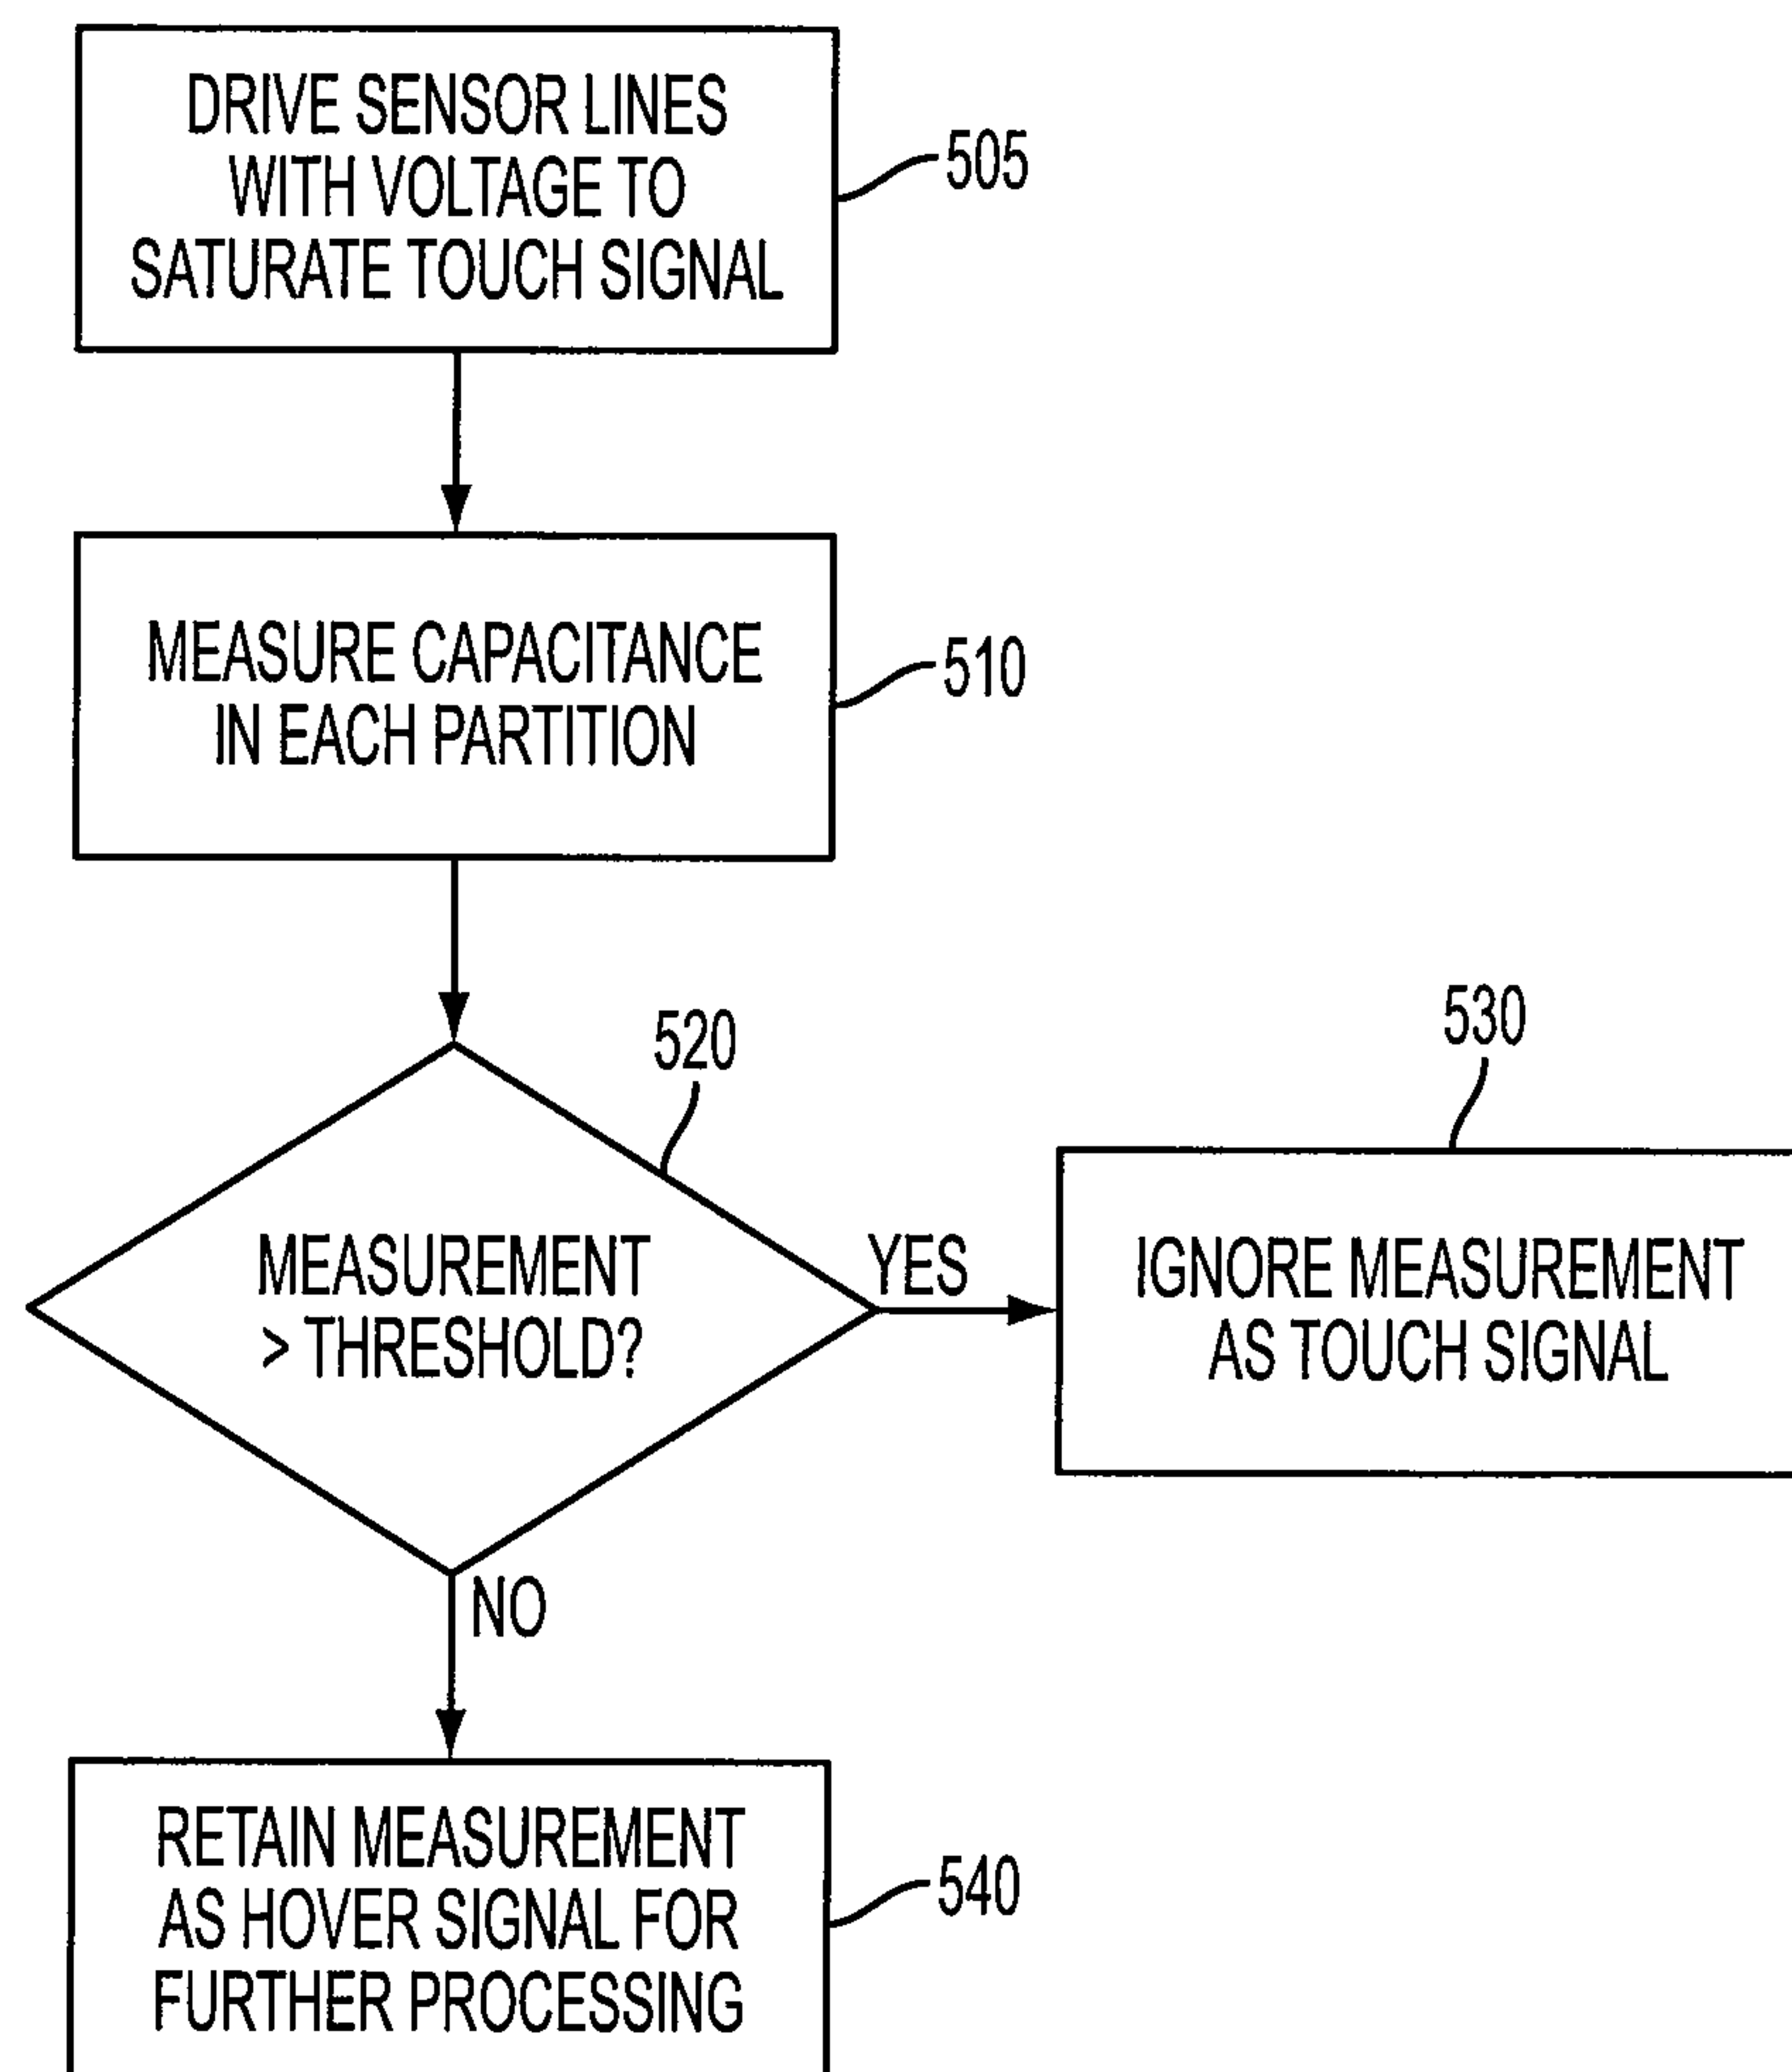 DRIVE SENSOR LINES
WITH VOLTAGE TO
SATURATE TOUCH SIGNAL
505
MEASURE CAPACITANCE
IN EACH PARTITION
510
520
MEASUREMENT
> THRESHOLD?
YES
530
IGNORE MEASUREMENT
AS TOUCH SIGNAL
NO
RETAIN MEASUREMENT
AS HOVER SIGNAL FOR
FURTHER PROCESSING
540